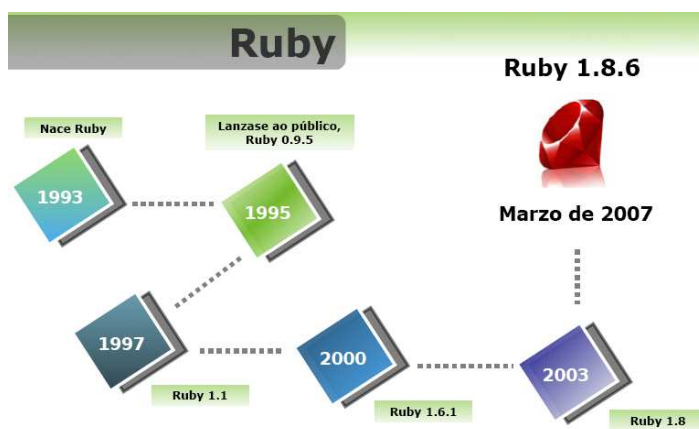 Ruby
Ruby 1.8.6
Nace Ruby
Lanzase ao público,
Ruby 0.9.5
1993
1995
Marzo de 2007
1997
2000
2003
Ruby 1.1
Ruby 1.6.1
Ruby 1.8